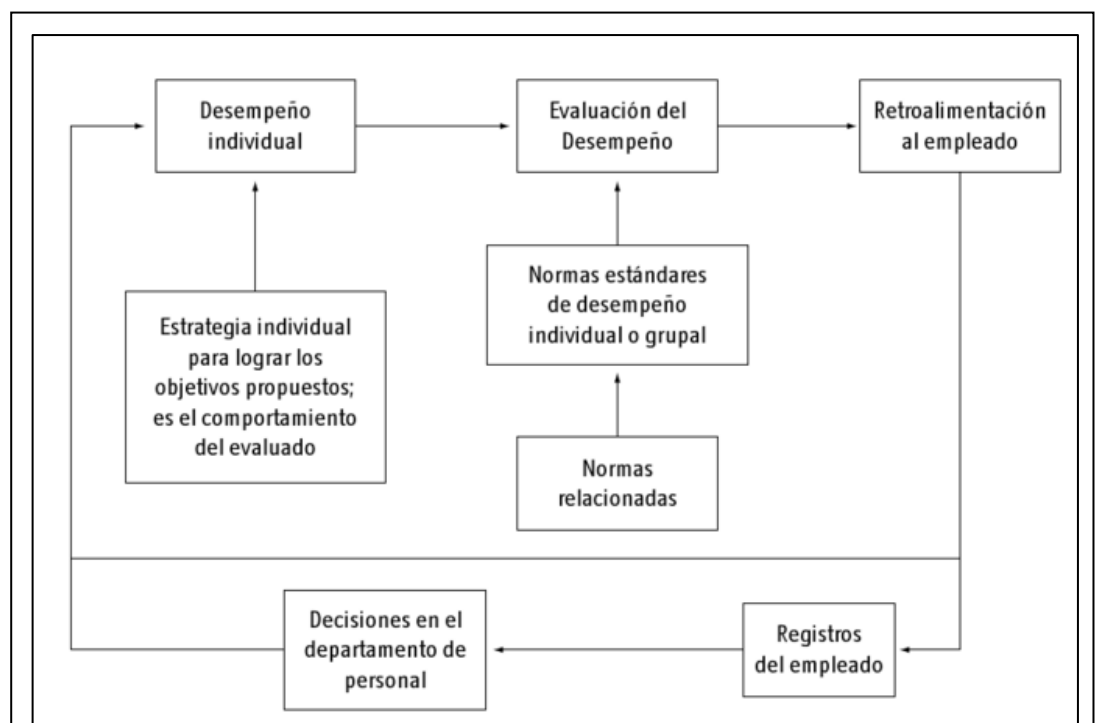 Desempeño
individual
Evaluación del
Desempeño
Retroalimentación
al empleado
Estrategia individual
para lograr los
objetivos propuestos;
es el comportamiento
del evaluado
Normas estándares
de desempeño
individual o grupal
Normas
relacionadas
Decisiones en el
departamento de
personal
Registros
del empleado